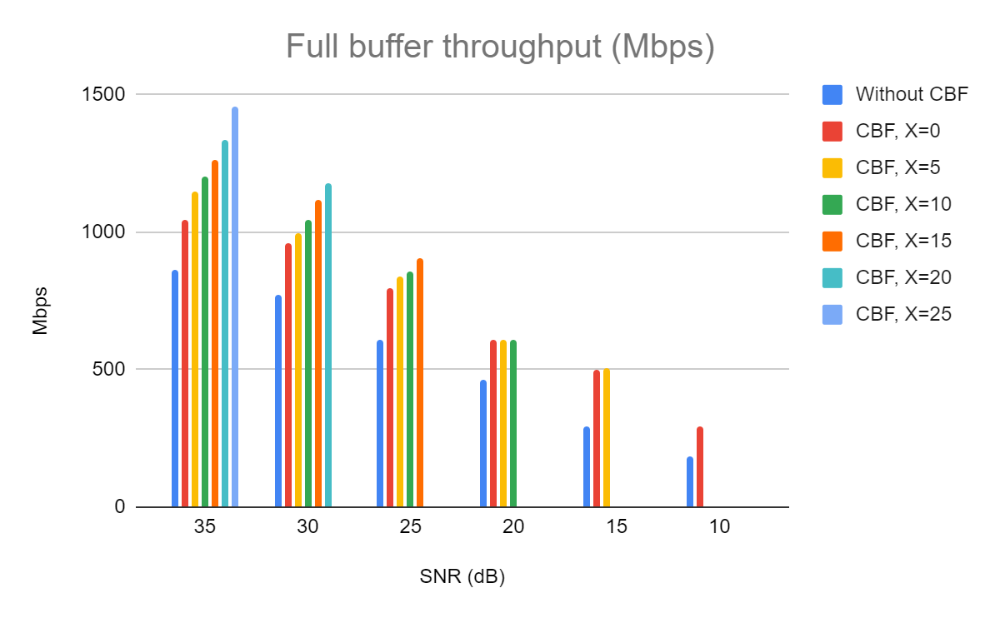 Full buffer throughput (Mbps)
1500
1000
500
0
Mbps
35
30
25
20
15
10
SNR (dB)
Without CBF
CBF, X=0
CBF, X=5
CBF, X=10
CBF, X=15
CBF, X=20
CBF, X=25